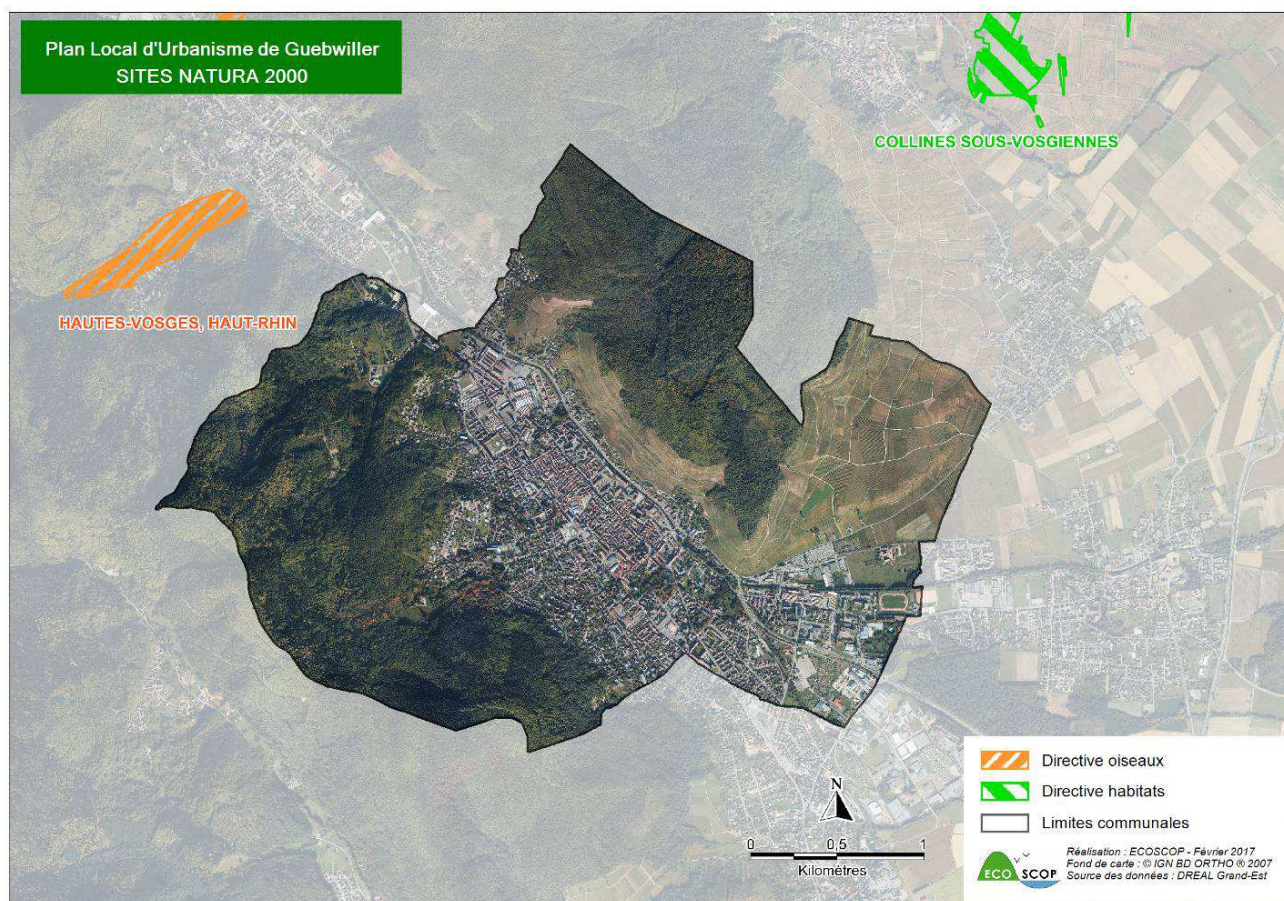 Plan Local d'Urbanisme de Guebwiller
SITES NATURA 2000
COLLINES SOUS-VOSGIENNES
HAUTES-VOSGES, HAUT-RHIN
Directive oiseaux
Directive habitats
Limites communales
N
0 0,5 1
Kilomètres
ECO SCOP
Réalisation : ECOSCOP - Février 2017
Fond de carte : © IGN BD ORTHO ® 2007
Source des données : DREAL Grand-Est